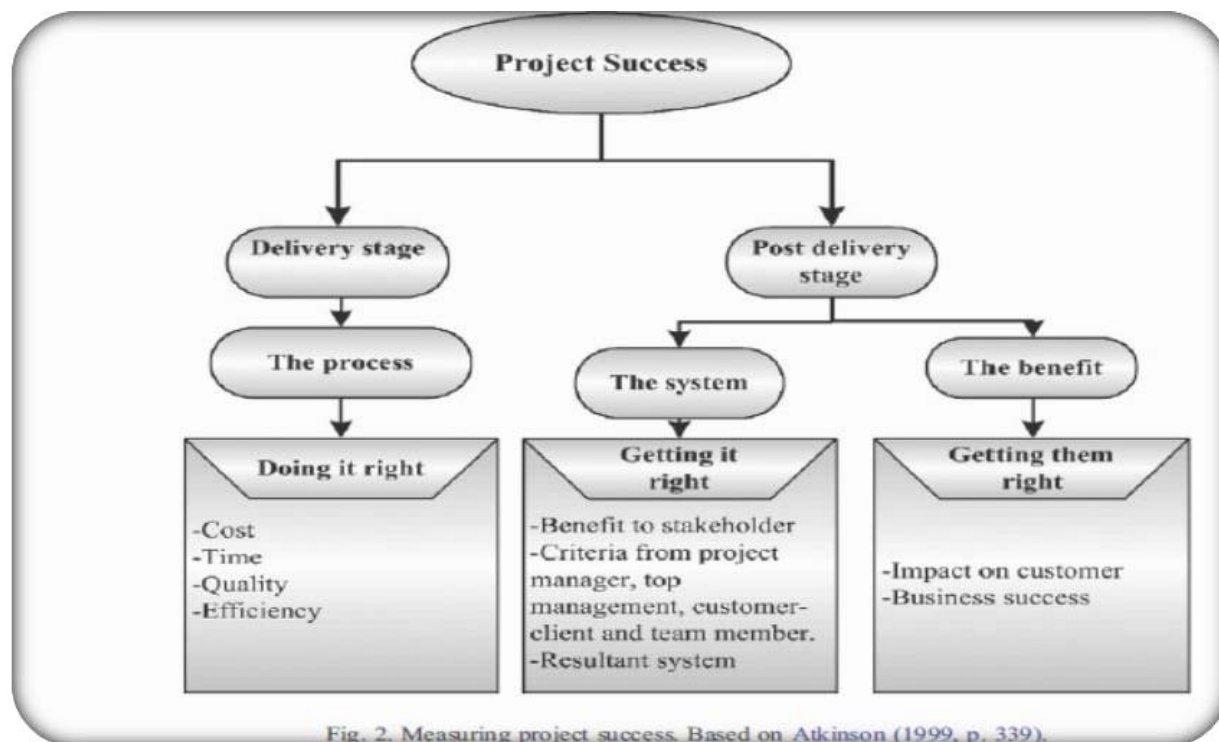 Project Success
Delivery stage
Post delivery
stage
The process
The system
The benefit
Doing it right
-Cost
-Time
-Quality
-Efficiency
Getting it
right
-Benefit to stakeholder
-Criteria from project
manager, top
management, customer-
client and team member.
-Resultant system
Getting them
right
-Impact on customer
-Business success
Fig. 2. Measuring project success. Based on Atkinson (1999, p. 339).